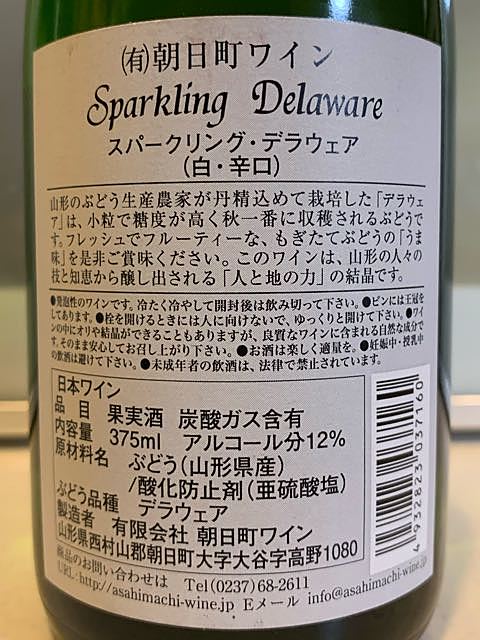 ㈲朝日町ワイン
Sparkling Delaware
スパークリング・デラウェア
(白・辛口)
山形のぶどう生産農家が丹精込めて栽培した「デラウェ
ア」は、小粒で糖度が高く秋一番に収穫されるぶどうで
す。フレッシュでフルーティーな、もぎたてぶどうの「うま
味」を是非ご賞味ください。このワインは、山形の人々の
技と知恵から醸し出される「人と地の力」の結晶です。
●発泡性のワインです。冷たく冷やして開封後は飲み切って下さい。●ビンには王冠を
してあります。●栓を開けるときには人に向けないで、ゆっくりと開けて下さい。●ワイ
ンの中にオリや結晶ができることもありますが、良質なワインに含まれる自然な成分で
す。そのまま安心してお召し上がり下さい。●お酒は楽しく適量を。●妊娠中・授乳中
の飲酒は避けて下さい。●未成年者の飲酒は、法律で禁止されています。
日本ワイン
品 目 果実酒 炭酸ガス含有
内容量 375ml アルコール分12%
原材料名 ぶどう(山形県産)
/酸化防止剤(亜硫酸塩)
ぶどう品種 デラウェア
製造者 有限会社 朝日町ワイン
山形県西村山郡朝日町大字大谷字高野1080
商品のお問い合わせは Tel(0237)68-2611
URL:http://asahimachi-wine.jp Eメール info@asahimachi-wine.jp
4 932823 037160